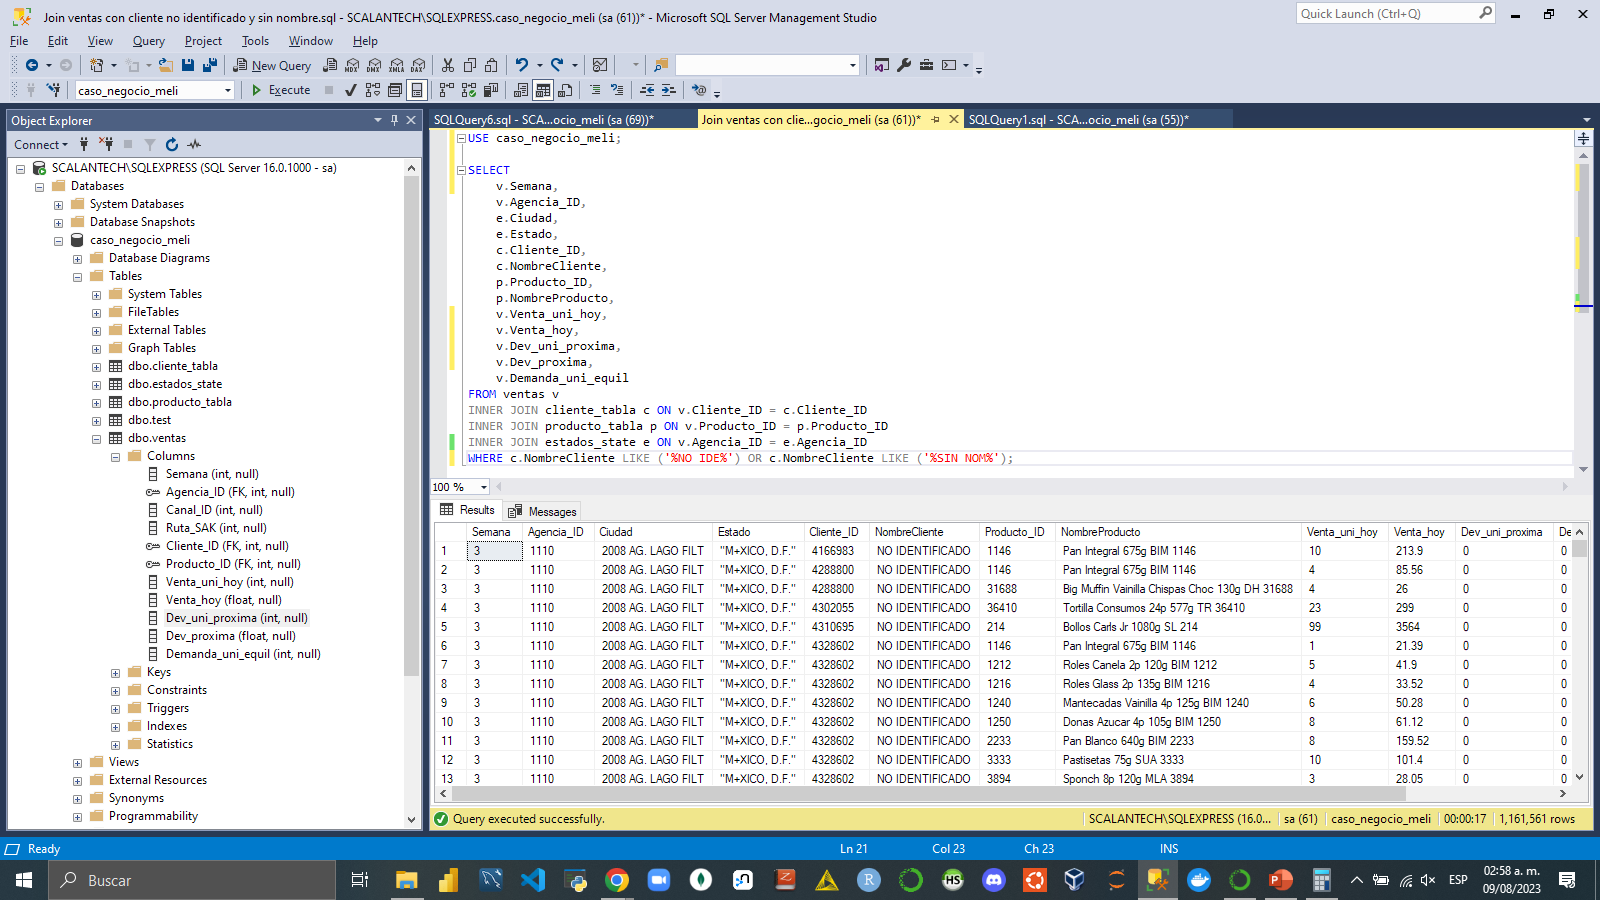 Join ventas con cliente no identificado y sin nombre.sql - SCALANTECH\SQLEXPRESS.caso_negocio_meli (sa (61))* - Microsoft SQL Server Management Studio
Quick Launch (Ctrl+Q)
File Edit View Query Project Tools Window Help
New Query MDX DMX XMLA DAX
caso_negocio_meli Execute
Object Explorer
Connect
SCALANTECH\SQLEXPRESS (SQL Server 16.0.1000 - sa)
Databases
System Databases
Database Snapshots
caso_negocio_meli
Database Diagrams
Tables
System Tables
FileTables
External Tables
Graph Tables
dbo.cliente_tabla
dbo.estados_state
dbo.producto_tabla
dbo.test
dbo.ventas
Columns
Semana (int, null)
Agencia_ID (FK, int, null)
Canal_ID (int, null)
Ruta_SAK (int, null)
Cliente_ID (FK, int, null)
Producto_ID (FK, int, null)
Venta_uni_hoy (int, null)
Venta_hoy (float, null)
Dev_uni_proxima (int, null)
Dev_proxima (float, null)
Demanda_uni_equil (int, null)
Keys
Constraints
Triggers
Indexes
Statistics
Views
External Resources
Synonyms
Programmability
SQLQuery6.sql - SCA...ocio_meli (sa (69))* Join ventas con clie...gocio_meli (sa (61))* SQLQuery1.sql - SCA...ocio_meli (sa (55))*
USE caso_negocio_meli;
SELECT
v.Semana,
v.Agencia_ID,
e.Ciudad,
e.Estado,
c.Cliente_ID,
c.NombreCliente,
p.Producto_ID,
p.NombreProducto,
v.Venta_uni_hoy,
v.Venta_hoy,
v.Dev_uni_proxima,
v.Dev_proxima,
v.Demanda_uni_equil
FROM ventas v
INNER JOIN cliente_tabla c ON v.Cliente_ID = c.Cliente_ID
INNER JOIN producto_tabla p ON v.Producto_ID = p.Producto_ID
INNER JOIN estados_state e ON v.Agencia_ID = e.Agencia_ID
WHERE c.NombreCliente LIKE ('%NO IDE%') OR c.NombreCliente LIKE ('%SIN NOM%');
100 %
Results Messages
Semana Agencia_ID Ciudad Estado Cliente_ID NombreCliente Producto_ID NombreProducto Venta_uni_hoy Venta_hoy Dev_uni_proxima De
1 3 1110 2008 AG. LAGO FILT "M+XICO, D.F." 4166983 NO IDENTIFICADO 1146 Pan Integral 675g BIM 1146 10 213.9 0 0
2 3 1110 2008 AG. LAGO FILT "M+XICO, D.F." 4288800 NO IDENTIFICADO 1146 Pan Integral 675g BIM 1146 4 85.56 0 0
3 3 1110 2008 AG. LAGO FILT "M+XICO, D.F." 4288800 NO IDENTIFICADO 31688 Big Muffin Vainilla Chispas Choc 130g DH 31688 4 26 0 0
4 3 1110 2008 AG. LAGO FILT "M+XICO, D.F." 4302055 NO IDENTIFICADO 36410 Tortilla Consumos 24p 577g TR 36410 23 299 0 0
5 3 1110 2008 AG. LAGO FILT "M+XICO, D.F." 4310695 NO IDENTIFICADO 214 Bollos Carls Jr 1080g SL 214 99 3564 0 0
6 3 1110 2008 AG. LAGO FILT "M+XICO, D.F." 4328602 NO IDENTIFICADO 1146 Pan Integral 675g BIM 1146 1 21.39 0 0
7 3 1110 2008 AG. LAGO FILT "M+XICO, D.F." 4328602 NO IDENTIFICADO 1212 Roles Canela 2p 120g BIM 1212 5 41.9 0 0
8 3 1110 2008 AG. LAGO FILT "M+XICO, D.F." 4328602 NO IDENTIFICADO 1216 Roles Glass 2p 135g BIM 1216 4 33.52 0 0
9 3 1110 2008 AG. LAGO FILT "M+XICO, D.F." 4328602 NO IDENTIFICADO 1240 Mantecadas Vainilla 4p 125g BIM 1240 6 50.28 0 0
10 3 1110 2008 AG. LAGO FILT "M+XICO, D.F." 4328602 NO IDENTIFICADO 1250 Donas Azucar 4p 105g BIM 1250 8 61.12 0 0
11 3 1110 2008 AG. LAGO FILT "M+XICO, D.F." 4328602 NO IDENTIFICADO 2233 Pan Blanco 640g BIM 2233 8 159.52 0 0
12 3 1110 2008 AG. LAGO FILT "M+XICO, D.F." 4328602 NO IDENTIFICADO 3333 Pastisetas 75g SUA 3333 10 101.4 0 0
13 3 1110 2008 AG. LAGO FILT "M+XICO, D.F." 4328602 NO IDENTIFICADO 3894 Sponch 8p 120g MLA 3894 3 28.05 0 0
Query executed successfully. SCALANTECH\SQLEXPRESS (16.0... sa (61) caso_negocio_meli 00:00:17 1,161,561 rows
Ready Ln 21 Col 23 Ch 23 INS
Buscar HS R ESP 02:58 a. m.
09/08/2023